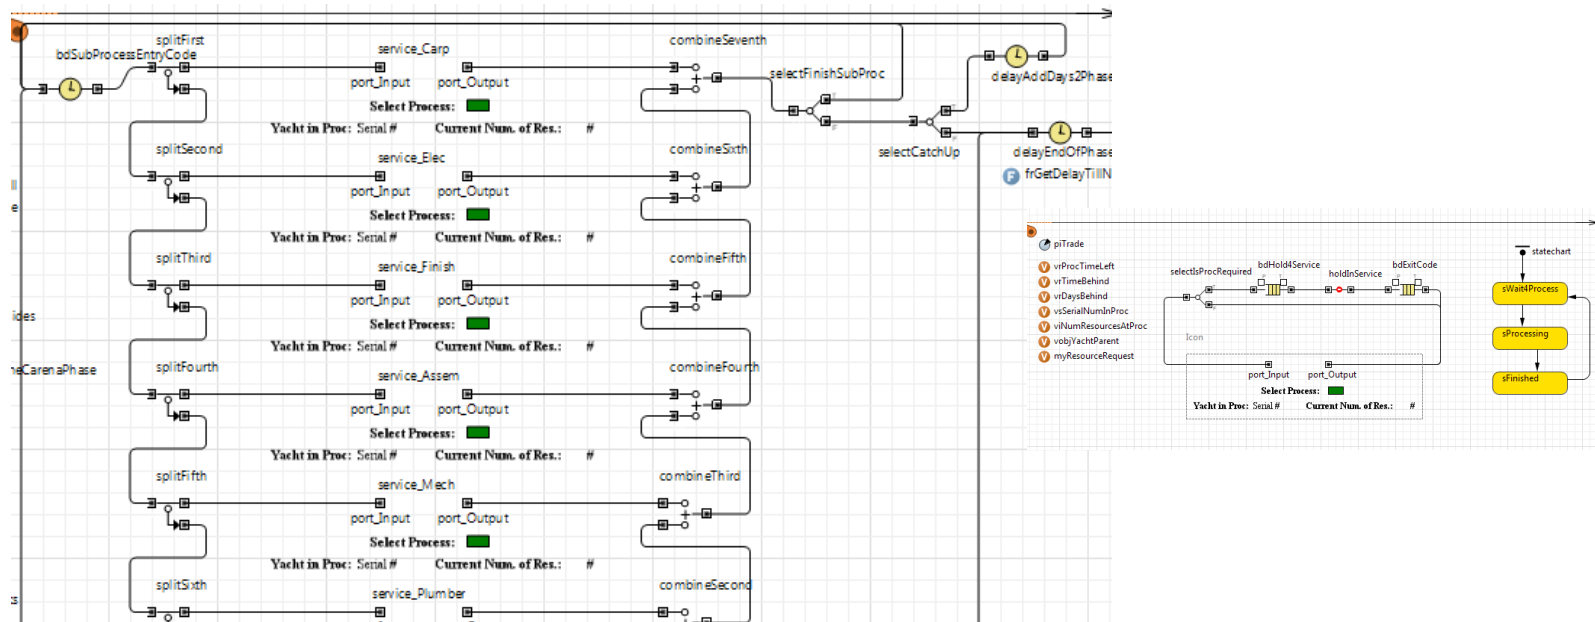 splitFirst
bdSubProcessEntryCode
service_Carp
combineSeventh
port_Input port_Output
selectFinishSubProc
delayAddDays2Phase
Select Process:
Yacht in Proc: Serial # Current Num. of Res.: #
splitSecond
service_Elec
combineSixth
selectCatchUp
delayEndOfPhase
F frGetDelayTillN
port_Input port_Output
Select Process:
Yacht in Proc: Serial # Current Num. of Res.: #
splitThird
service_Finish
combineFifth
port_Input port_Output
ides
Select Process:
Yacht in Proc: Serial # Current Num. of Res.: #
neCarenaPhase
splitFourth
service_Assem
combineFourth
port_Input port_Output
Select Process:
Yacht in Proc: Serial # Current Num. of Res.: #
splitFifth
service_Mech
combineThird
port_Input port_Output
Select Process:
Yacht in Proc: Serial # Current Num. of Res.: #
splitSixth
service_Plumber
combineSecond
piTrade
V vrProcTimeLeft
V vrTimeBehind
V vrDaysBehind
V vsSerialNumInProc
V viNumResourcesAtProc
V vobjYachtParent
V myResourceRequest
selectIsProcRequired
bdHold4Service
holdInService
bdExitCode
Icon
port_Input port_Output
Select Process:
Yacht in Proc: Serial # Current Num. of Res.: #
statechart
sWait4Process
sProcessing
sFinished